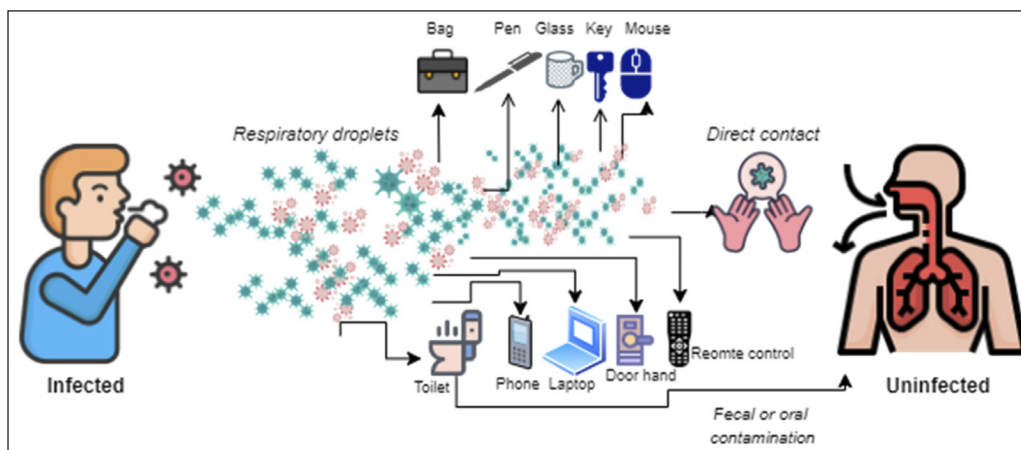 Bag
Pen
Glass
Key
Mouse
Respiratory droplets
Direct contact
Infected
Toilet
Phone
Laptop
Door hand
Reomte control
Uninfected
Fecal or oral
contamination